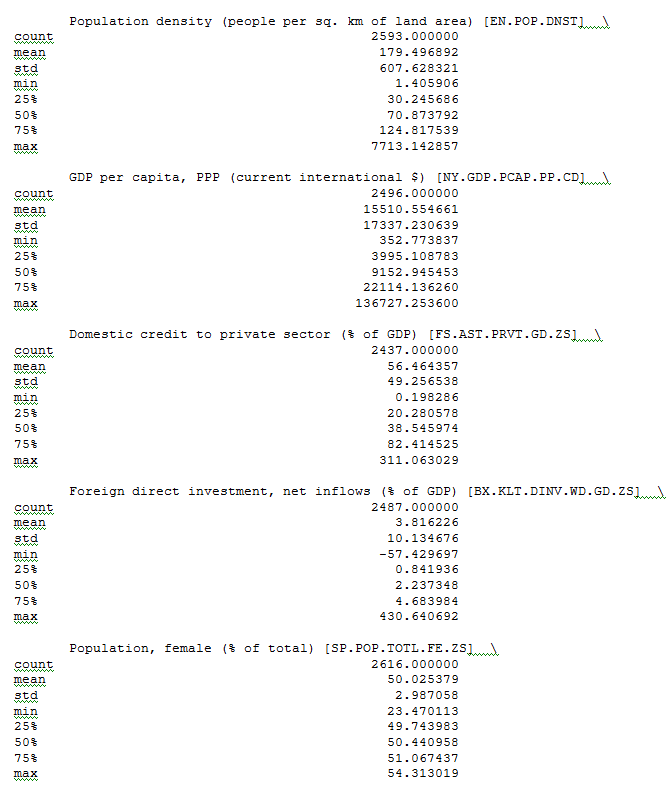 Population density (people per sq. km of land area) [EN.POP.DNST] \
count 2593.000000
mean 179.496892
std 607.628321
min 1.405906
25% 30.245686
50% 70.873792
75% 124.817539
max 7713.142857
GDP per capita, PPP (current international $) [NY.GDP.PCAP.PP.CD] \
count 2496.000000
mean 15510.554661
std 17337.230639
min 352.773837
25% 3995.108783
50% 9152.945453
75% 22114.136260
max 136727.253600
Domestic credit to private sector (% of GDP) [FS.AST.PRVT.GD.ZS] \
count 2437.000000
mean 56.464357
std 49.256538
min 0.198286
25% 20.280578
50% 38.545974
75% 82.414525
max 311.063029
Foreign direct investment, net inflows (% of GDP) [BX.KLT.DINV.WD.GD.ZS] \
count 2487.000000
mean 3.816226
std 10.134676
min -57.429697
25% 0.841936
50% 2.237348
75% 4.683984
max 430.640692
Population, female (% of total) [SP.POP.TOTL.FE.ZS] \
count 2616.000000
mean 50.025379
std 2.987058
min 23.470113
25% 49.743983
50% 50.440958
75% 51.067437
max 54.313019